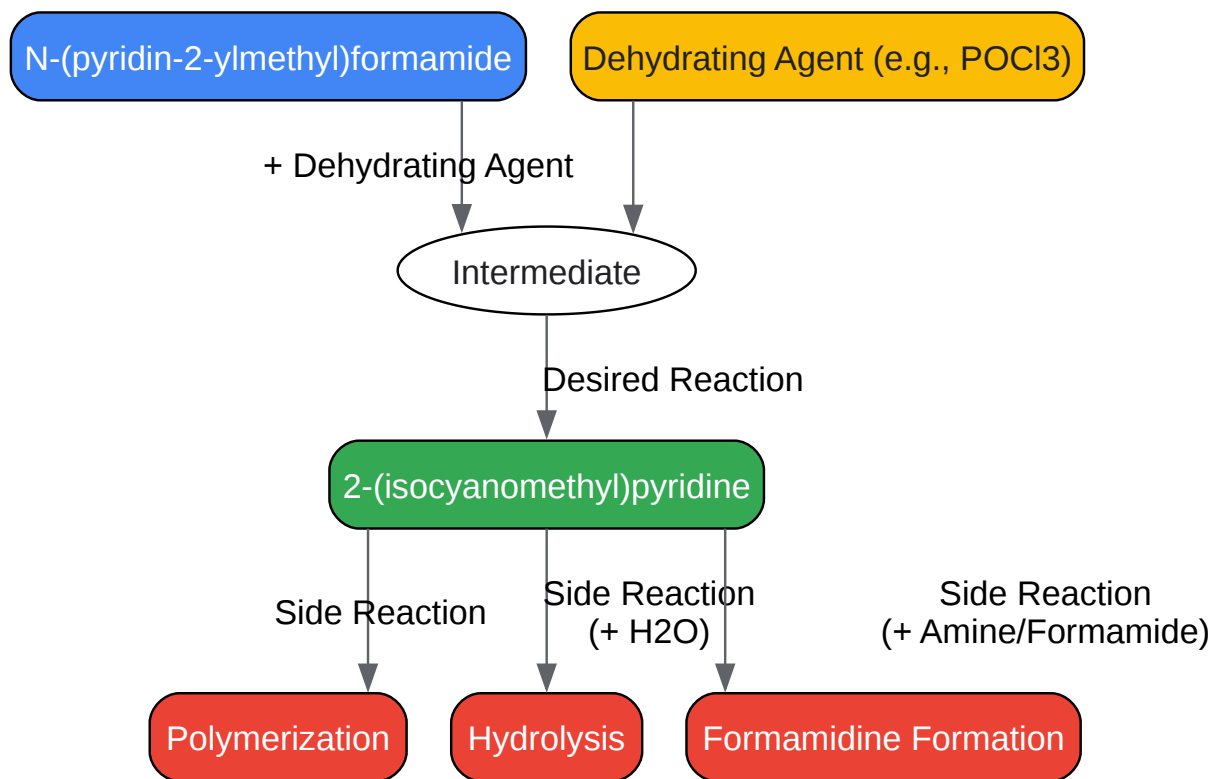 N-(pyridin-2-ylmethyl)formamide
Dehydrating Agent (e.g., POCl3)
+ Dehydrating Agent
Intermediate
Desired Reaction
2-(isocyanomethyl)pyridine
Side Reaction
Side Reaction
(+ H2O)
Side Reaction
(+ Amine/Formamide)
Polymerization
Hydrolysis
Formamidine Formation